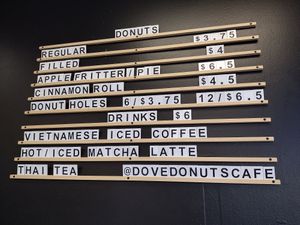 DONUTS
REGULAR $3.75
FILLED $4
APPLE FRITTER/PIE $6.5
CINNAMON ROLL $4.5
DONUT HOLES 6/$3.75 12/$6.5
DRINKS $6
VIETNAMESE ICED COFFEE
HOT/ICED MATCHA LATTE
THAI TEA @DOVEDONUTSCAFE